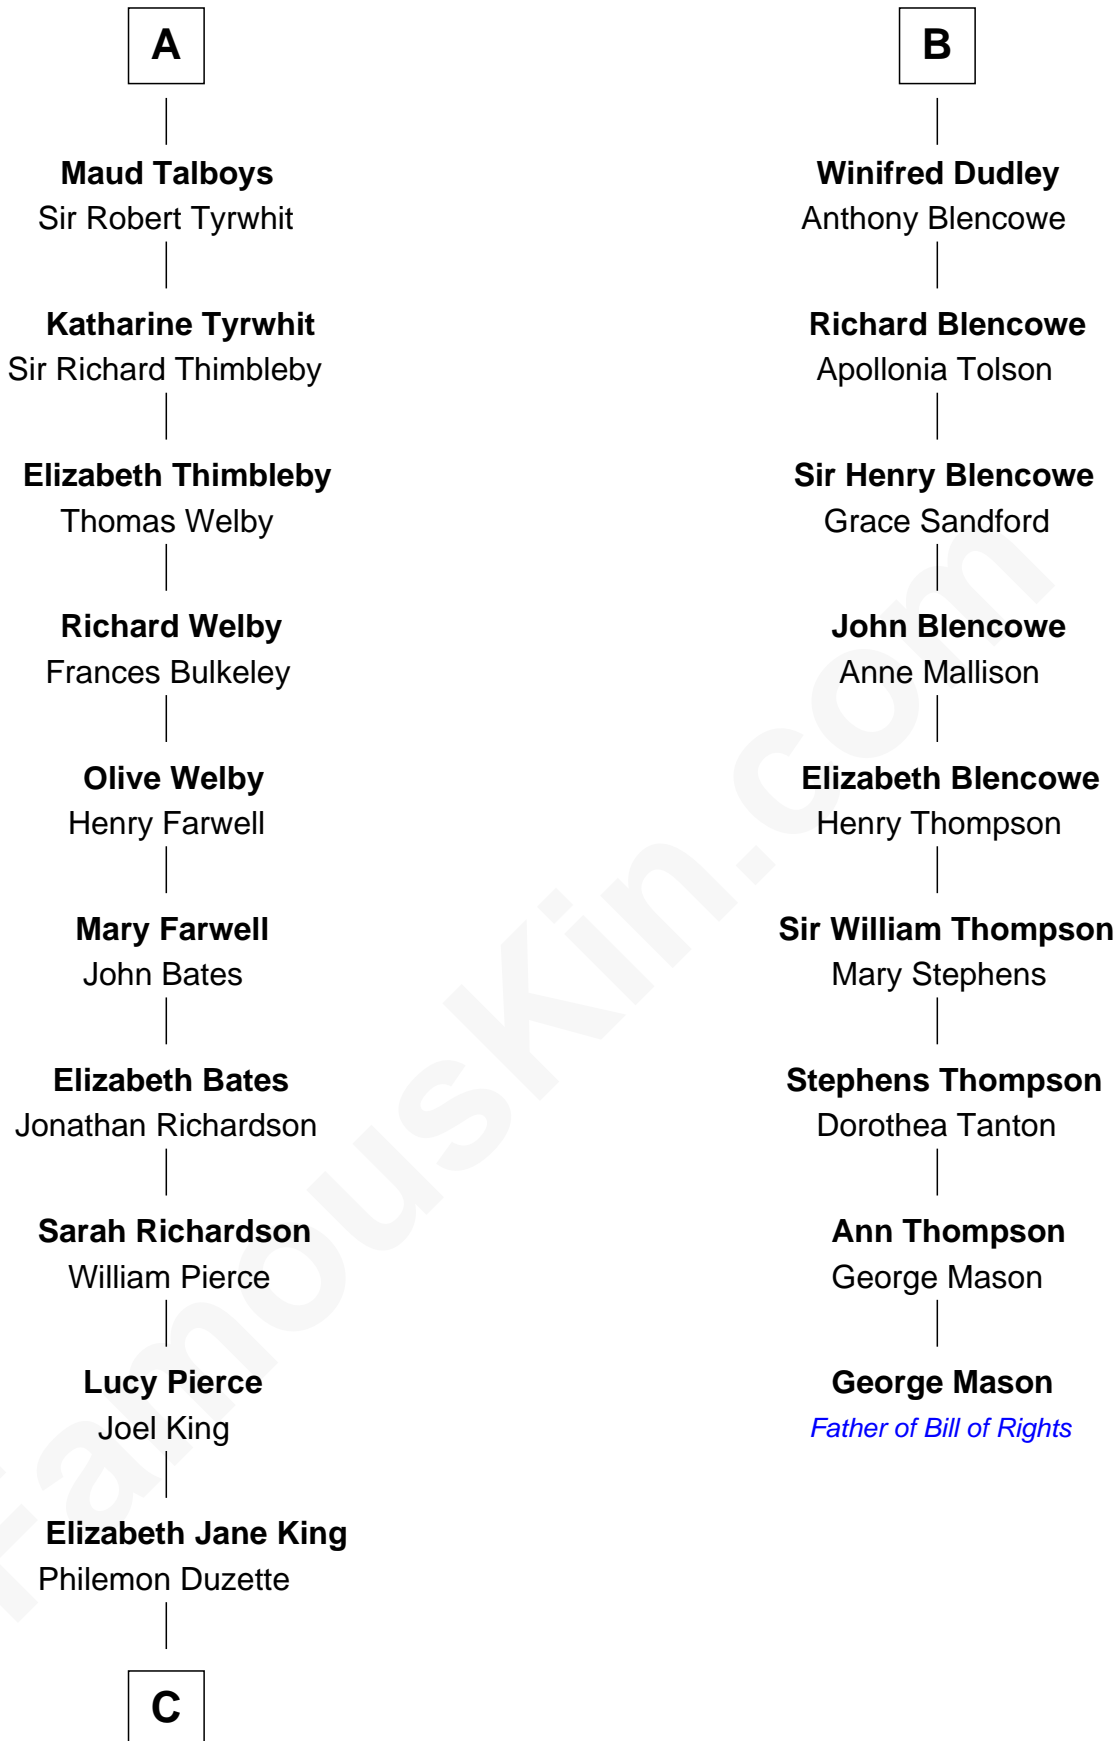 A
Maud Talboys
Sir Robert Tyrwhit
Katharine Tyrwhit
Sir Richard Thimbleby
Elizabeth Thimbleby
Thomas Welby
Richard Welby
Frances Bulkeley
Olive Welby
Henry Farwell
Mary Farwell
John Bates
Elizabeth Bates
Jonathan Richardson
Sarah Richardson
William Pierce
Lucy Pierce
Joel King
Elizabeth Jane King
Philemon Duzette
C
B
Winifred Dudley
Anthony Blencowe
Richard Blencowe
Apollonia Tolson
Sir Henry Blencowe
Grace Sandford
John Blencowe
Anne Mallison
Elizabeth Blencowe
Henry Thompson
Sir William Thompson
Mary Stephens
Stephens Thompson
Dorothea Tanton
Ann Thompson
George Mason
George Mason
Father of Bill of Rights
FamousKin.com